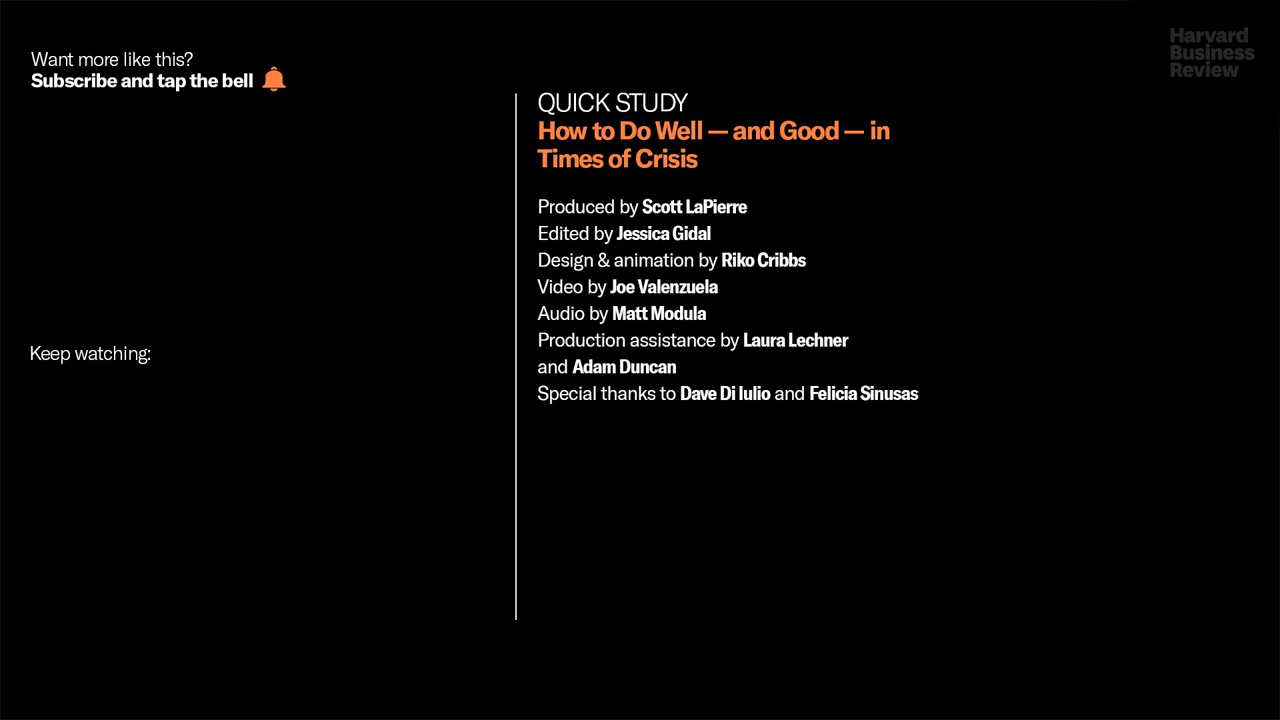 Want more like this?
Subscribe and tap the bell
Keep watching:
QUICK STUDY
How to Do Well — and Good — in
Times of Crisis
Produced by Scott LaPierre
Edited by Jessica Gidal
Design & animation by Riko Cribbs
Video by Joe Valenzuela
Audio by Matt Modula
Production assistance by Laura Lechner
and Adam Duncan
Special thanks to Dave Di Iulio and Felicia Sinusas
Harvard
Business
Review